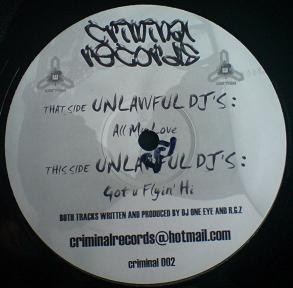 criminal
records
THAT SIDE UNLAWFUL DJ'S:
All My Love
THIS SIDE UNLAWFUL DJ'S:
Got u Flyin' Hi
BOTH TRACKS WRITTEN AND PRODUCED BY DJ ONE EYE AND R.G.Z
criminalrecords@hotmail.com
criminal 002